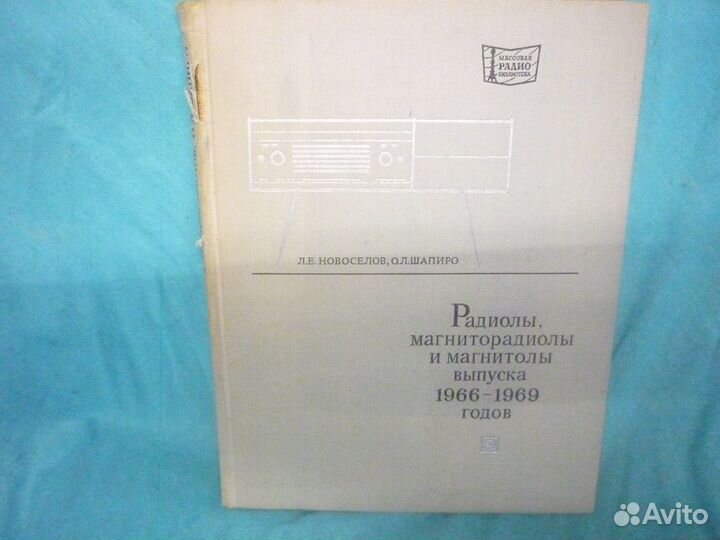 МАССОВАЯ
РАДИО
БИБЛИОТЕКА
Л.Е.НОВОСЕЛОВ, О.Л.ШАПИРО
Радиолы,
магниторадиолы
и магнитолы
выпуска
1966–1969
годов
Avito